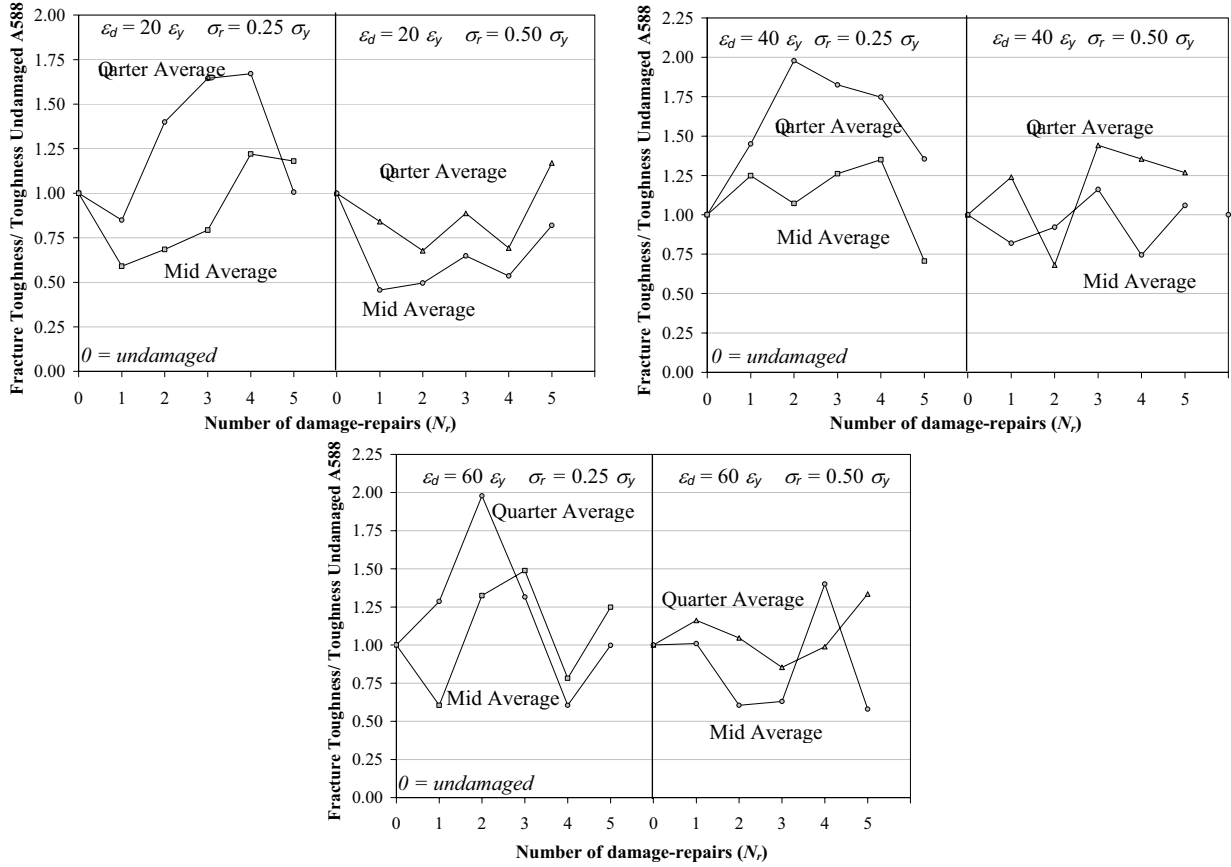 Fracture Toughness/ Toughness Undamaged A588
2.00
1.75
1.50
1.25
1.00
0.75
0.50
0.25
0.00
εd = 20 εy σr = 0.25 σy
εd = 20 εy σr = 0.50 σy
Quarter Average
Quarter Average
Mid Average
Mid Average
0 = undamaged
0 1 2 3 4 5 0 1 2 3 4 5
Number of damage-repairs (Nr)
Fracture Toughness/ Toughness Undamaged A588
2.25
2.00
1.75
1.50
1.25
1.00
0.75
0.50
0.25
0.00
εd = 40 εy σr = 0.25 σy
εd = 40 εy σr = 0.50 σy
Quarter Average
Quarter Average
Mid Average
Mid Average
0 = undamaged
0 1 2 3 4 5 0 1 2 3 4 5
Number of damage-repairs (Nr)
Fracture Toughness/ Toughness Undamaged A588
2.25
2.00
1.75
1.50
1.25
1.00
0.75
0.50
0.25
0.00
εd = 60 εy σr = 0.25 σy
εd = 60 εy σr = 0.50 σy
Quarter Average
Quarter Average
Mid Average
Mid Average
0 = undamaged
0 1 2 3 4 5 0 1 2 3 4 5
Number of damage-repairs (Nr)